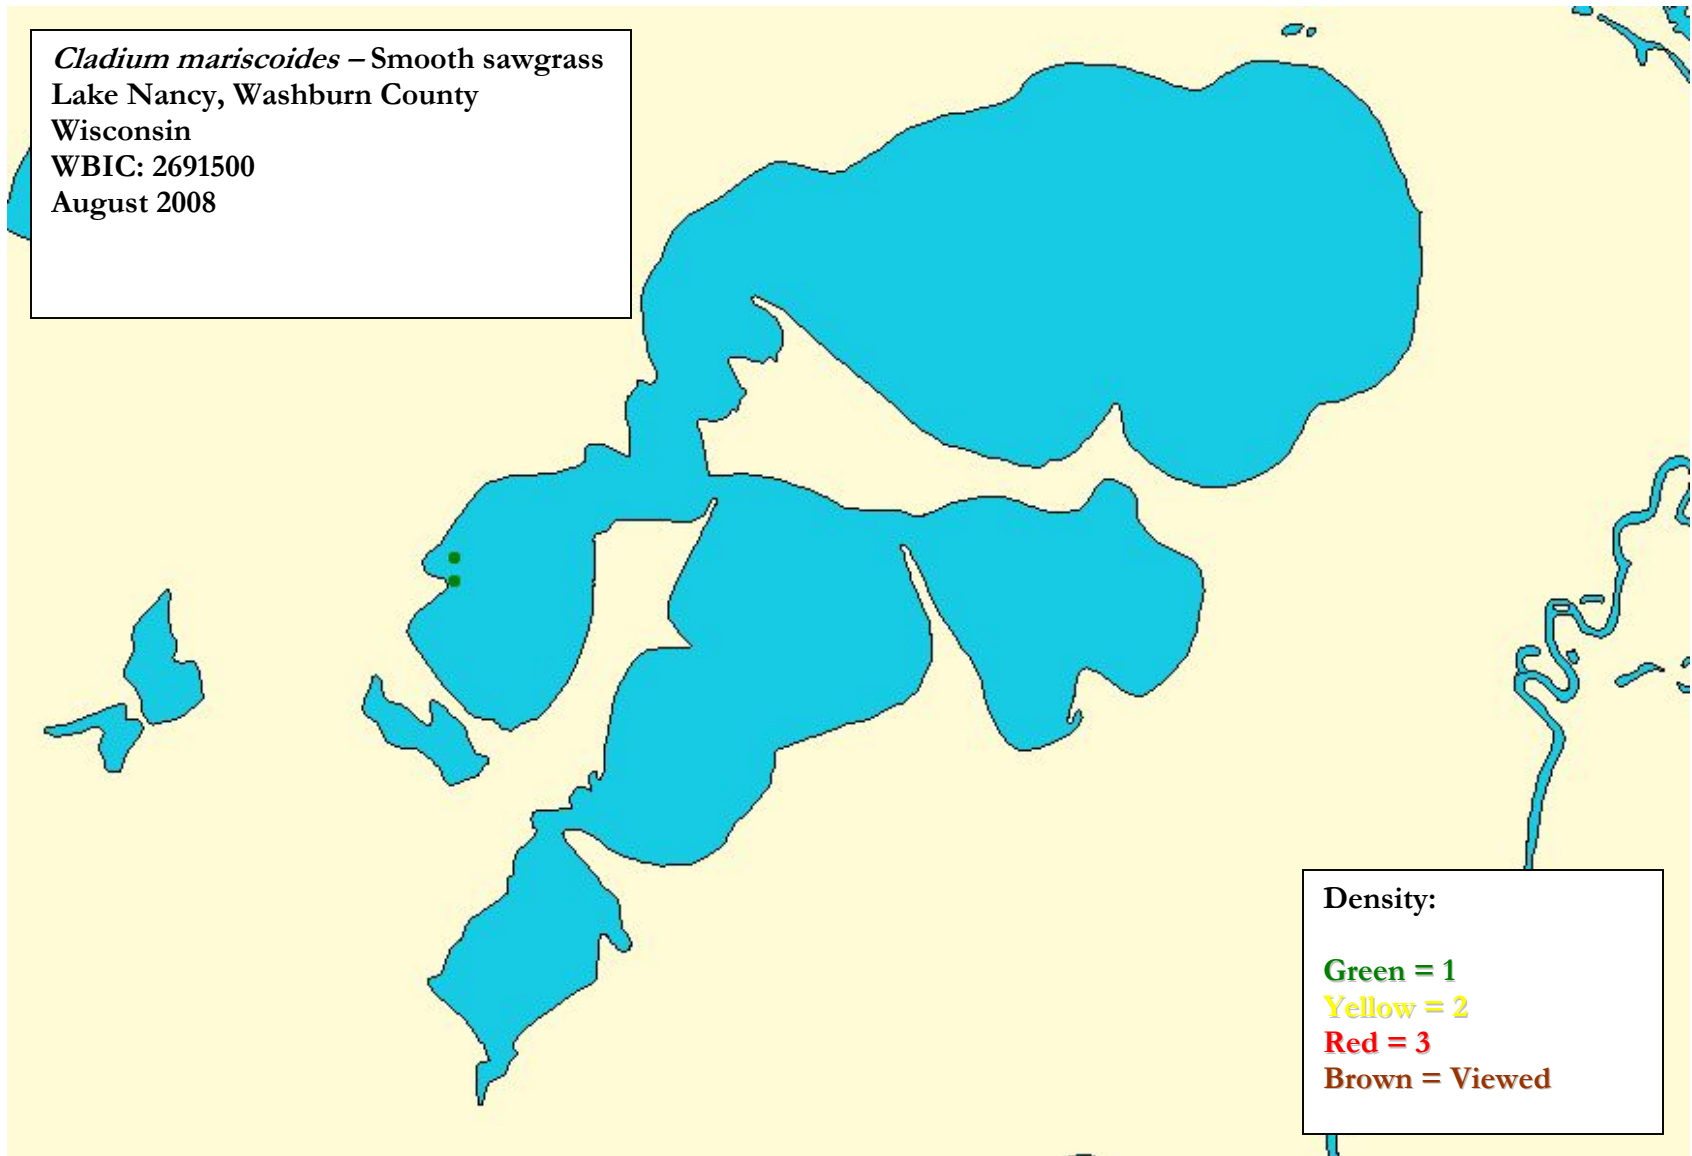 Cladium mariscoides – Smooth sawgrass
Lake Nancy, Washburn County
Wisconsin
WBIC: 2691500
August 2008
Density:
Green = 1
Yellow = 2
Red = 3
Brown = Viewed